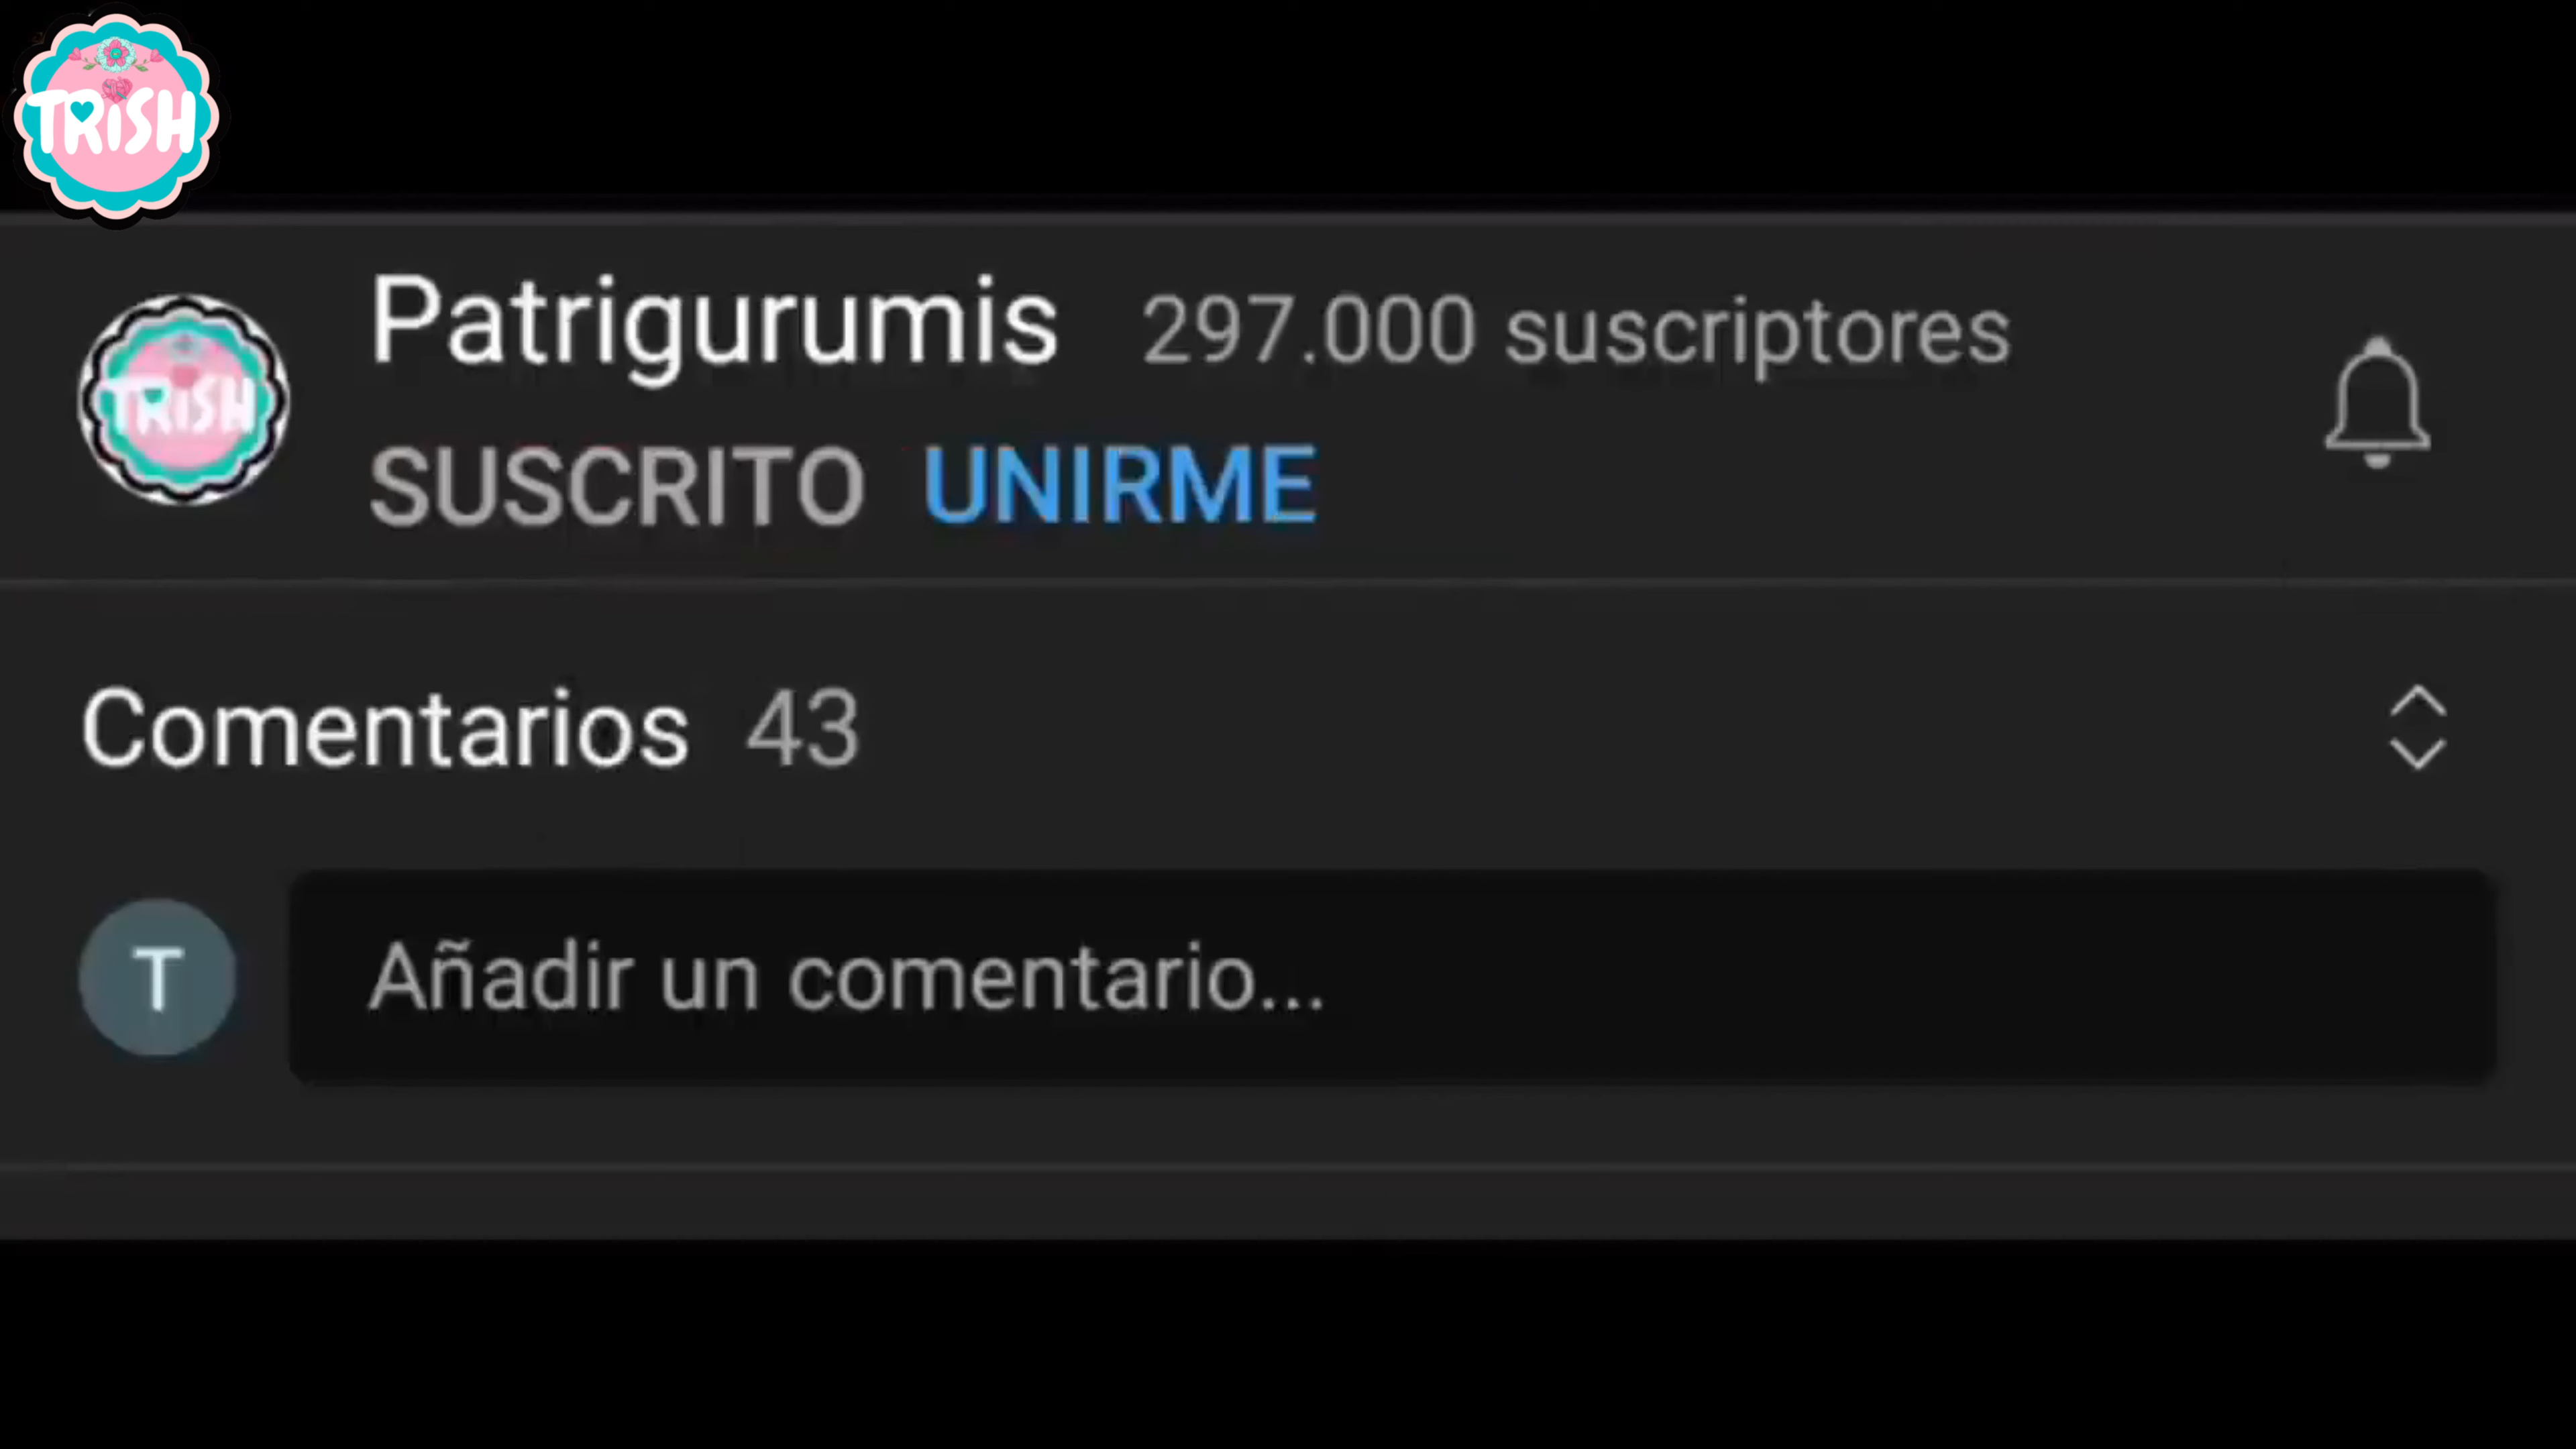 TRISH
Patrigurumis 297.000 suscriptores
TRISH
SUSCRITO UNIRME
Comentarios 43
T Añadir un comentario...